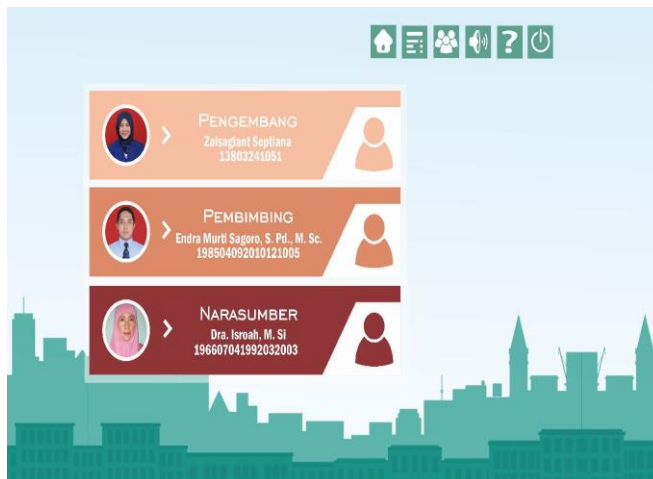 PENGEMBANG
Zalsagiant Septiana
13803241051
PEMBIMBING
Endra Murti Sagoro, S. Pd., M. Sc.
198504092010121005
NARASUMBER
Dra. Isroah, M. Si
196607041992032003